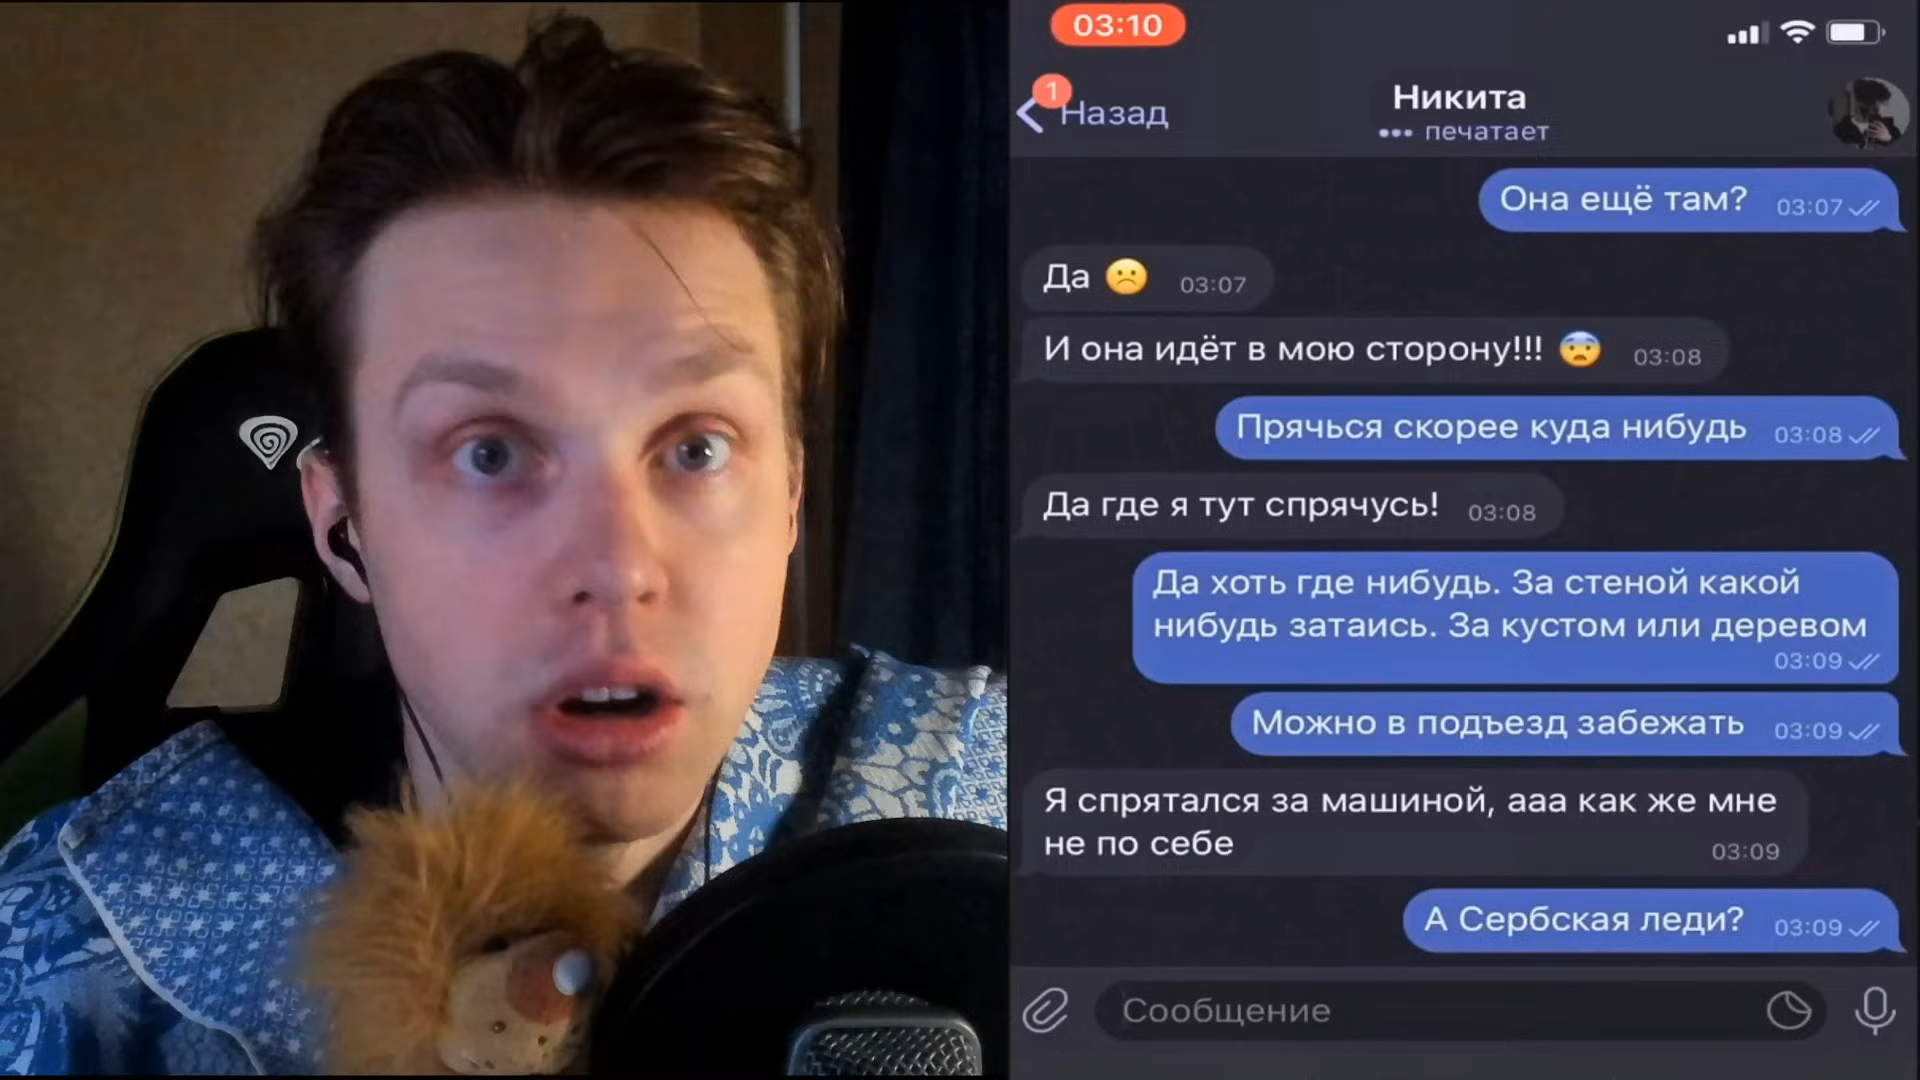 03:10
1
Назад
Никита
••• печатает
Она ещё там? 03:07
Да ☹️ 03:07
И она идёт в мою сторону!!! 😨 03:08
Прячься скорее куда нибудь 03:08
Да где я тут спрячусь! 03:08
Да хоть где нибудь. За стеной какой
нибудь затаись. За кустом или деревом
03:09
Можно в подъезд забежать 03:09
Я спрятался за машиной, ааа как же мне
не по себе 03:09
А Сербская леди? 03:09
Сообщение